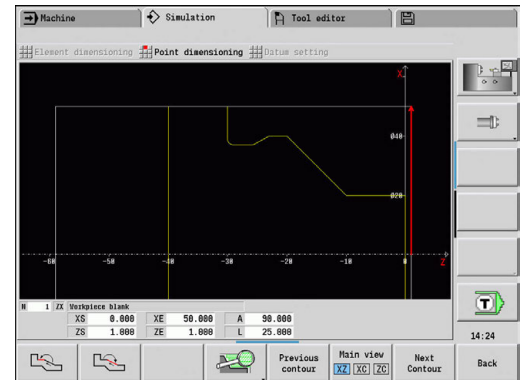 Machine Simulation Tool editor
Element dimensioning Point dimensioning Datum setting
X
Ø40
Ø20
-60 -50 -40 -30 -20 -10 0 Z
N 1 ZX Workpiece blank
XS 0.000 XE 50.000 A 90.000
ZS 1.000 ZE 1.000 L 25.000
T
14:24
Previous contour Main view XZ XC ZC Next Contour Back